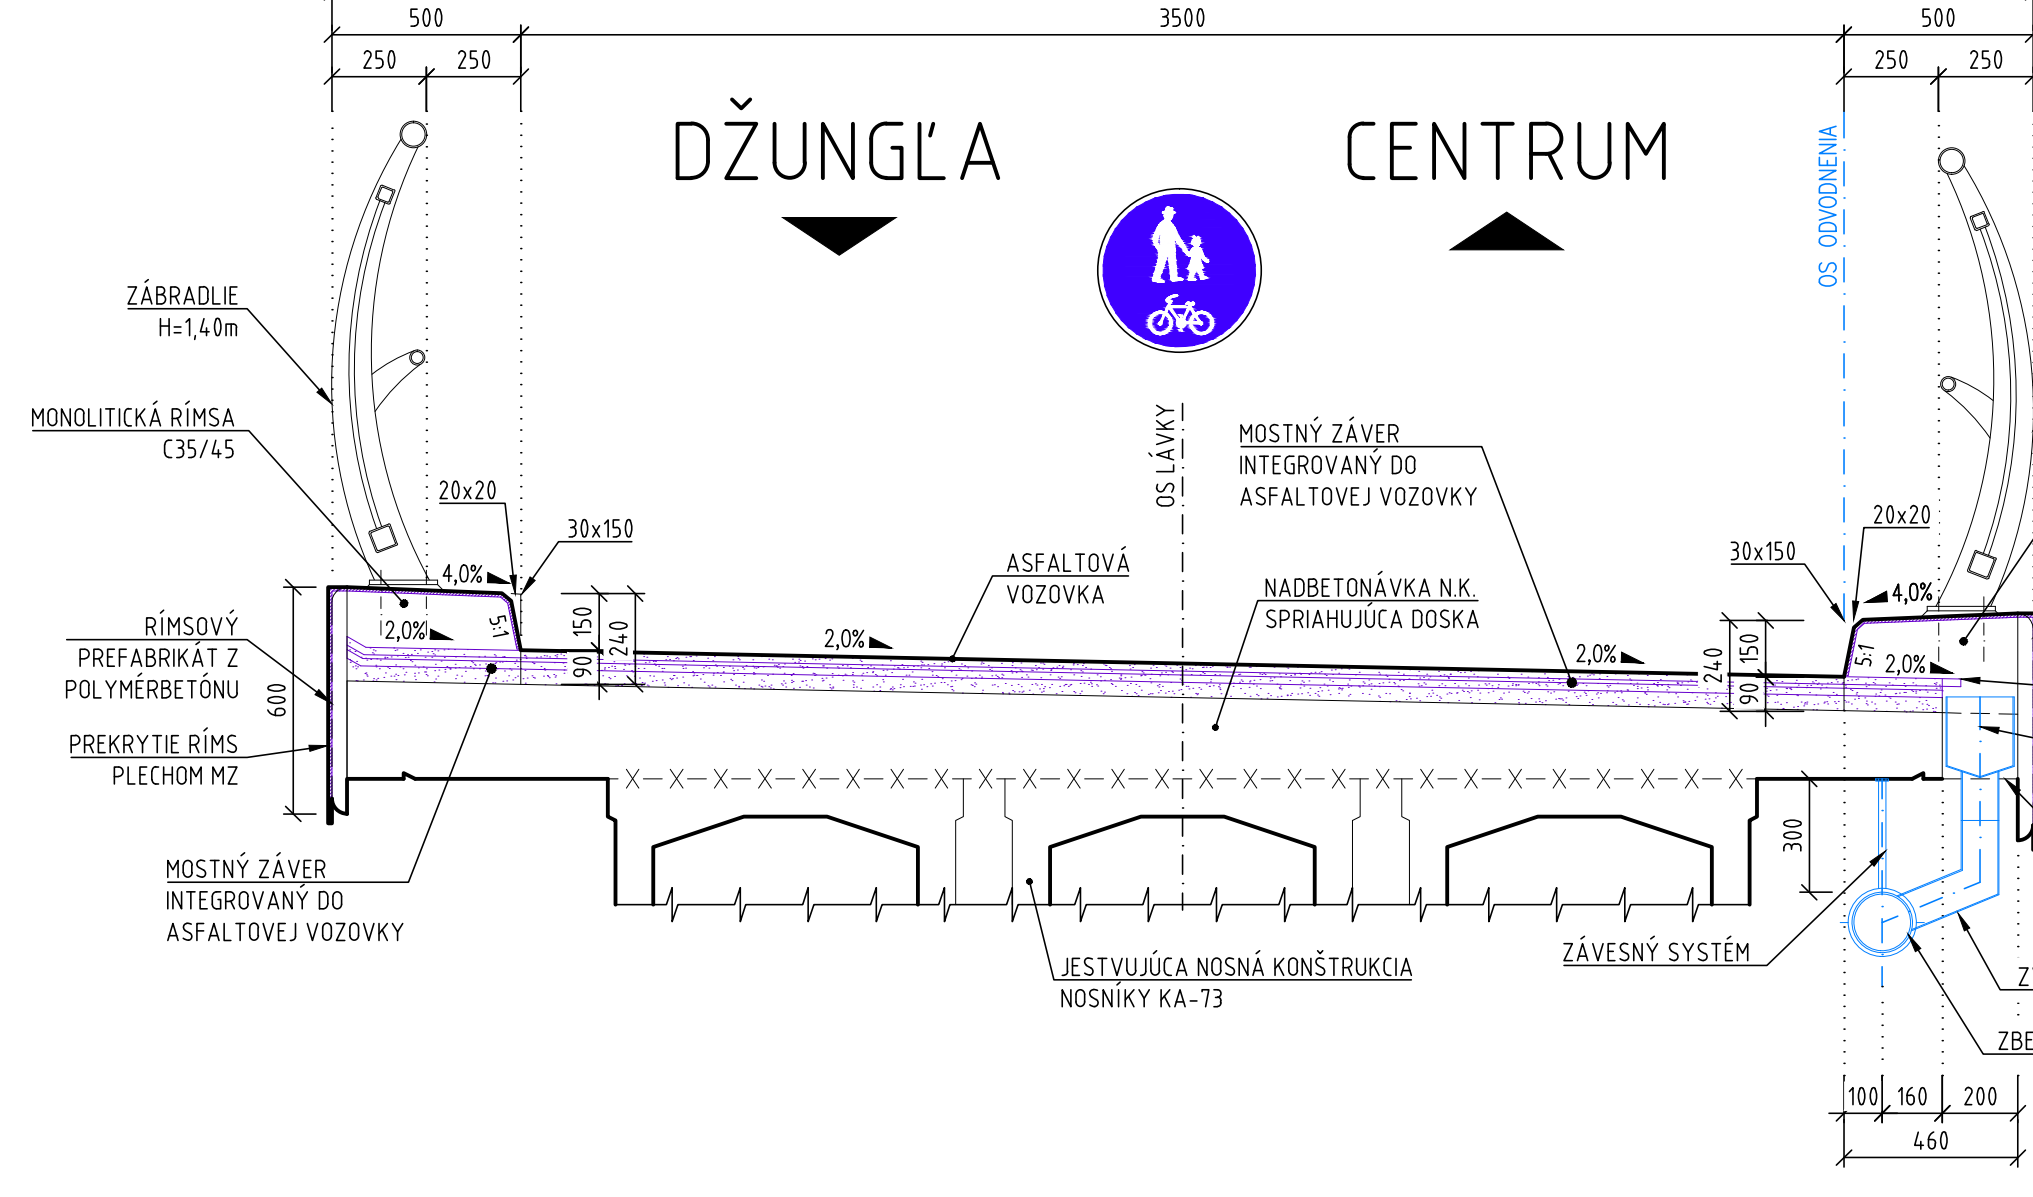 500 3500 500
250 250 250 250
DŽUNGĽA CENTRUM
OS ODVODNENIA
ZÁBRADLIE
H=1,40m
MONOLITICKÁ RÍMSA
C35/45
OS LÁVKY
MOSTNÝ ZÁVER
INTEGROVANÝ DO
ASFALTOVEJ VOZOVKY
20x20
30x150
20x20
30x150
ASFALTOVÁ
VOZOVKA
NADBETONÁVKA N.K.
SPRIAHUJÚCA DOSKA
4,0%
4,0%
RÍMSOVÝ
PREFABRIKÁT Z
POLYMÉRBETÓNU
2,0%
5:1
150
90
240
2,0%
2,0%
240
150
90
5:1
2,0%
600
PREKRYTIE RÍMS
PLECHOM MZ
300
MOSTNÝ ZÁVER
INTEGROVANÝ DO
ASFALTOVEJ VOZOVKY
ZÁVESNÝ SYSTÉM
JESTVUJÚCA NOSNÁ KONŠTRUKCIA
NOSNÍKY KA-73
ZBE
100 160 200
460